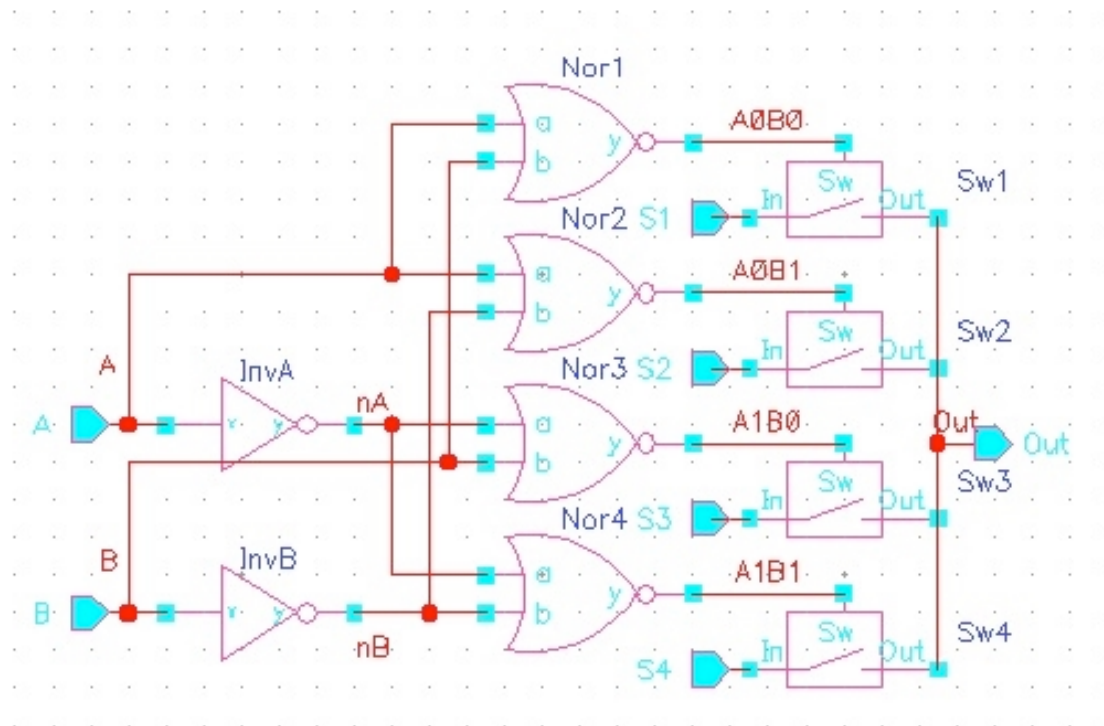 Nor1
a
A0B0
b
y
Sw
Sw1
In
Out
Nor2
S1
a
A0B1
b
y
Sw
Sw2
A
InvA
Nor3
S2
In
Out
A
nA
y
a
A1B0
Out
Out
b
y
Sw
Sw3
Nor4
S3
In
Out
B
InvB
a
A1B1
B
y
b
y
Sw
Sw4
nB
S4
In
Out